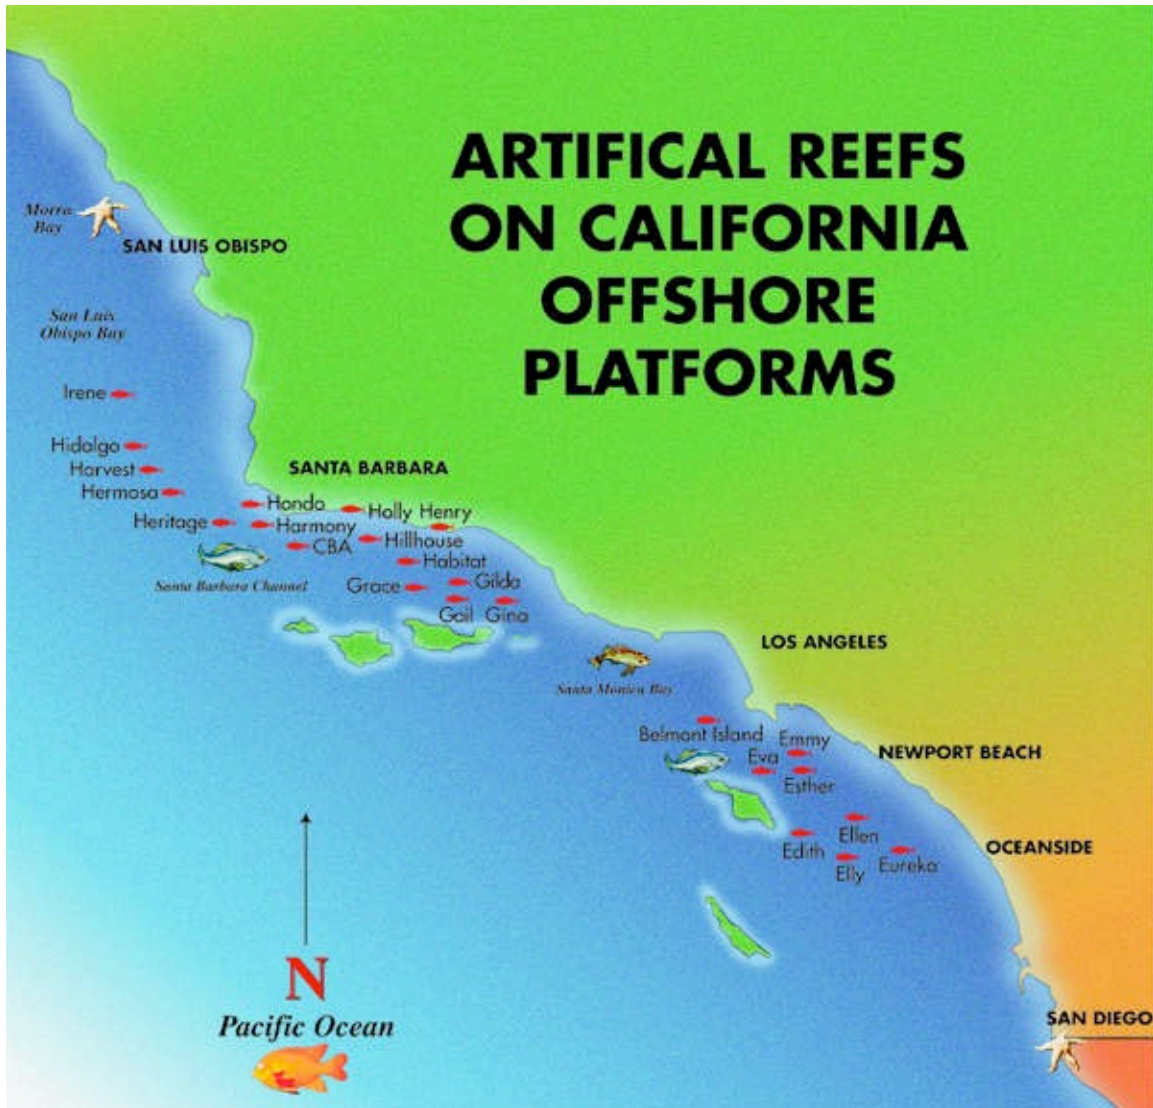 ARTIFICAL REEFS
ON CALIFORNIA
OFFSHORE
PLATFORMS
Morro
Bay
SAN LUIS OBISPO
San Luis
Obispo Bay
Irene
Hidalgo
Harvest
Hermosa
SANTA BARBARA
Hondo
Holly Henry
Heritage
Harmony
Hillhouse
CBA
Habitat
Santa Barbara Channel
Grace
Gilda
Gail Gina
LOS ANGELES
Santa Monica Bay
Belmont Island
Emmy
Eva
NEWPORT BEACH
Esther
Ellen
Edith
OCEANSIDE
Elly
Eureka
N
Pacific Ocean
SAN DIEGO